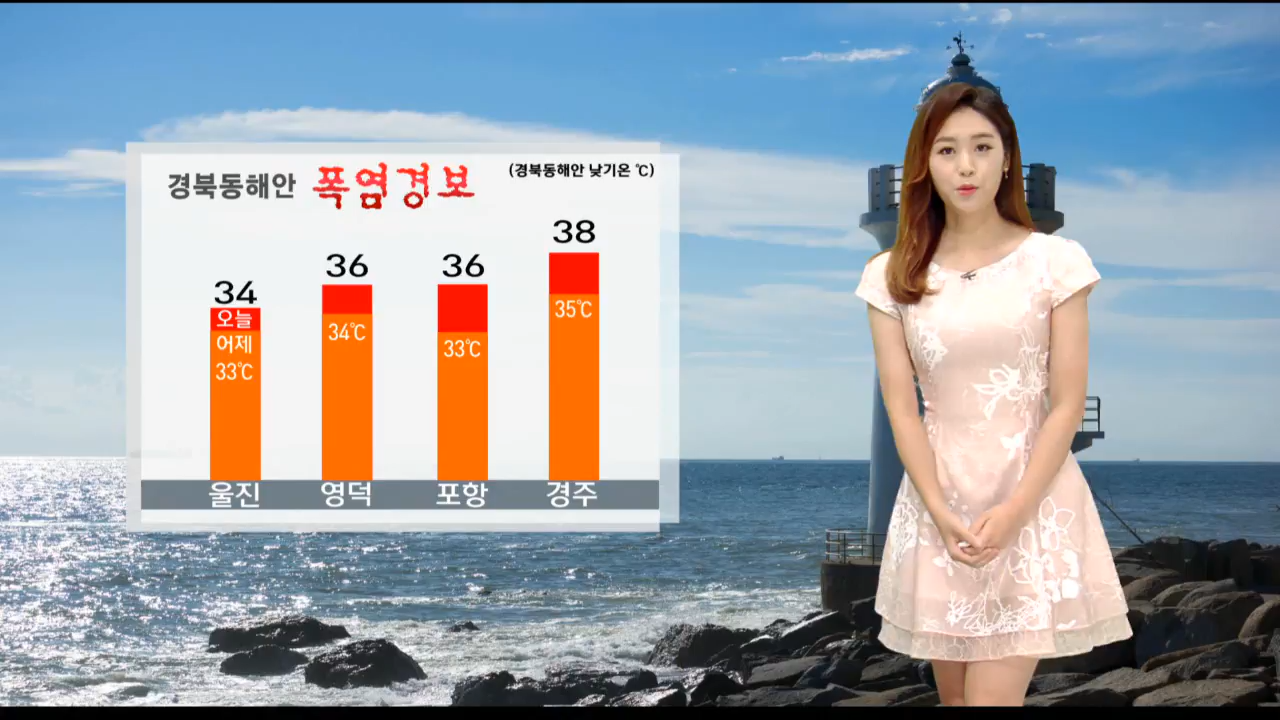 경북동해안 폭염경보
(경북동해안 낮기온 ℃)
34 36 36 38
오늘
어제
33℃ 34℃ 33℃ 35℃
울진 영덕 포항 경주